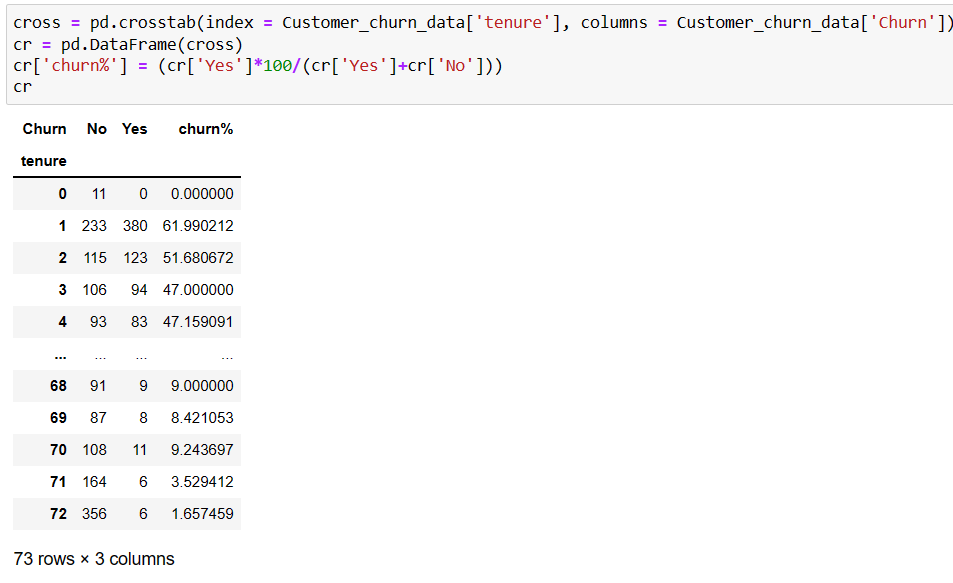 cross = pd.crosstab(index = Customer_churn_data['tenure'], columns = Customer_churn_data['Churn'])
cr = pd.DataFrame(cross)
cr['churn%'] = (cr['Yes']*100/(cr['Yes']+cr['No']))
cr
Churn No Yes churn%
tenure
0 11 0 0.000000
1 233 380 61.990212
2 115 123 51.680672
3 106 94 47.000000
4 93 83 47.159091
... ... ... ...
68 91 9 9.000000
69 87 8 8.421053
70 108 11 9.243697
71 164 6 3.529412
72 356 6 1.657459
73 rows × 3 columns